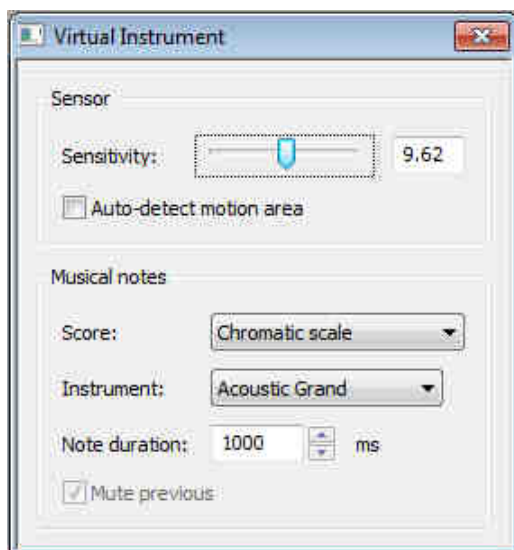 Virtual Instrument
Sensor
Sensitivity: 9.62
Auto-detect motion area
Musical notes
Score: Chromatic scale
Instrument: Acoustic Grand
Note duration: 1000 ms
Mute previous